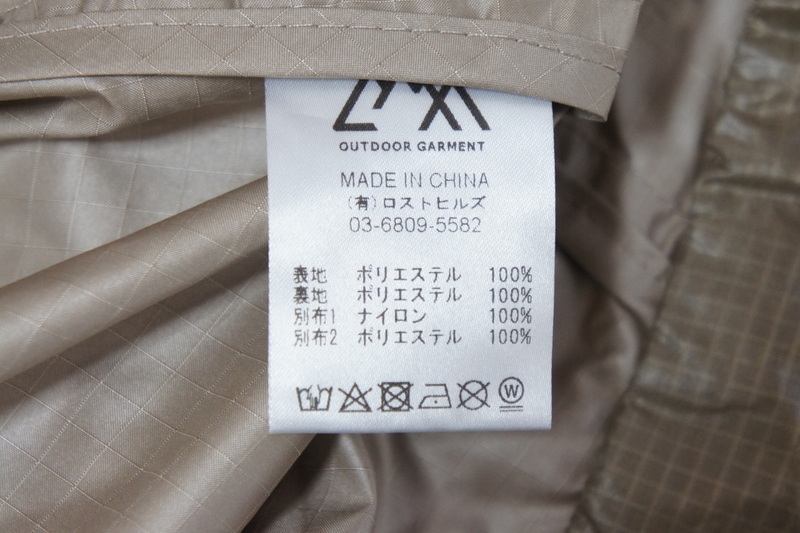 OUTDOOR GARMENT
MADE IN CHINA
(有)ロストヒルズ
03-6809-5582
表地 ポリエステル 100%
裏地 ポリエステル 100%
別布1 ナイロン 100%
別布2 ポリエステル 100%
W